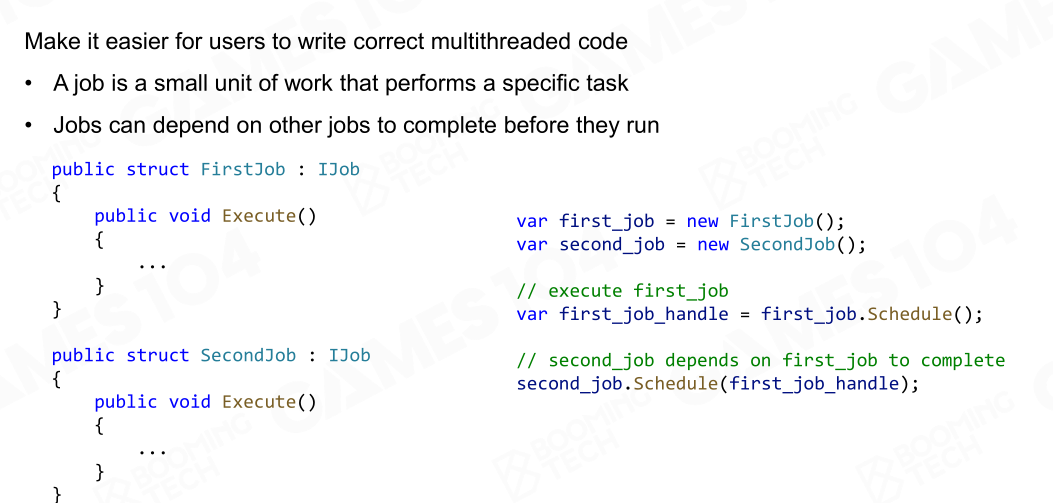 Make it easier for users to write correct multithreaded code
• A job is a small unit of work that performs a specific task
• Jobs can depend on other jobs to complete before they run
public struct FirstJob : IJob
{
    public void Execute()
    {
        ...
    }
}
public struct SecondJob : IJob
{
    public void Execute()
    {
        ...
    }
}
var first_job = new FirstJob();
var second_job = new SecondJob();
// execute first_job
var first_job_handle = first_job.Schedule();
// second_job depends on first_job to complete
second_job.Schedule(first_job_handle);
GAMES104
BOOMING
TECH